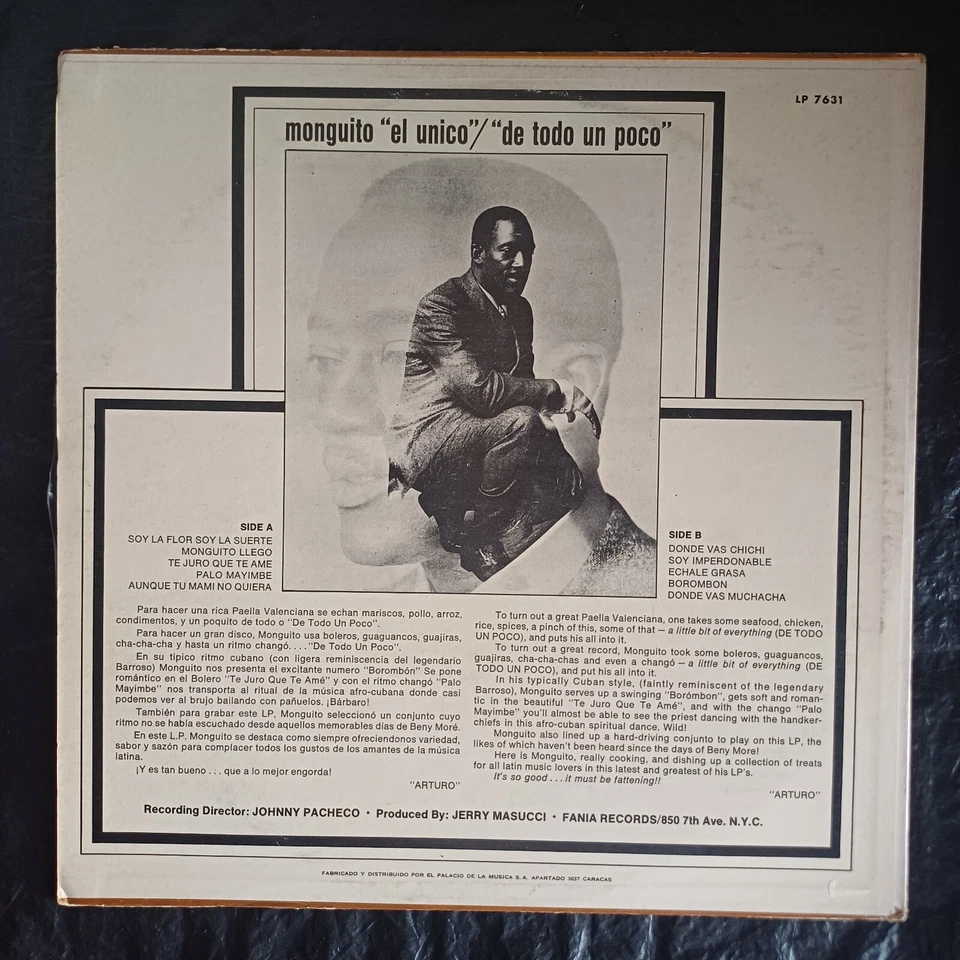 LP 7631
monguito "el unico"/"de todo un poco"
SIDE A
SOY LA FLOR SOY LA SUERTE
MONGUITO LLEGO
TE JURO QUE TE AME
PALO MAYIMBE
AUNQUE TU MAMI NO QUIERA
SIDE B
DONDE VAS CHICHI
SOY IMPERDONABLE
ECHALE GRASA
BOROMBON
DONDE VAS MUCHACHA
Para hacer una rica Paella Valenciana se echan mariscos, pollo, arroz,
condimentos, y un poquito de todo o "De Todo Un Poco".
Para hacer un gran disco, Monguito usa boleros, guaguancos, guajiras,
cha-cha-cha y hasta un ritmo changó. . . . "De Todo Un Poco".
En su típico ritmo cubano (con ligera reminiscencia del legendario
Barroso) Monguito nos presenta el excitante numero "Borombón" Se pone
romántico en el Bolero "Te Juro Que Te Amé" y con el ritmo changó "Palo
Mayimbe" nos transporta al ritual de la música afro-cubana donde casi
podemos ver al brujo bailando con pañuelos. ¡Bárbaro!
También para grabar este LP, Monguito seleccionó un conjunto cuyo
ritmo no se había escuchado desde aquellos memorables días de Beny Moré.
En este L.P. Monguito se destaca como siempre ofreciendonos variedad,
sabor y sazón para complacer todos los gustos de los amantes de la música
latina.
¡Y es tan bueno . . . que a lo mejor engorda!
"ARTURO"
To turn out a great Paella Valenciana, one takes some seafood, chicken,
rice, spices, a pinch of this, some of that — a little bit of everything (DE TODO
UN POCO), and puts his all into it.
To turn out a great record, Monguito took some boleros, guaguancos,
guajiras, cha-cha-chas and even a changó — a little bit of everything (DE
TODO UN POCO), and put his all into it.
In his typically Cuban style, (faintly reminiscent of the legendary
Barroso), Monguito serves up a swinging "Borómbon", gets soft and roman-
tic in the beautiful "Te Juro Que Te Amé", and with the chango "Palo
Mayimbe" you'll almost be able to see the priest dancing with the handker-
chiefs in this afro-cuban spiritual dance. Wild!
Monguito also lined up a hard-driving conjunto to play on this LP, the
likes of which haven't been heard since the days of Beny More!
Here is Monguito, really cooking, and dishing up a collection of treats
for all latin music lovers in this latest and greatest of his LP's.
It's so good . . . it must be fattening!!
"ARTURO"
Recording Director: JOHNNY PACHECO • Produced By: JERRY MASUCCI • FANIA RECORDS/850 7th Ave. N.Y.C.
FABRICADO Y DISTRIBUIDO POR EL PALACIO DE LA MUSICA S. A. APARTADO 3637 CARACAS